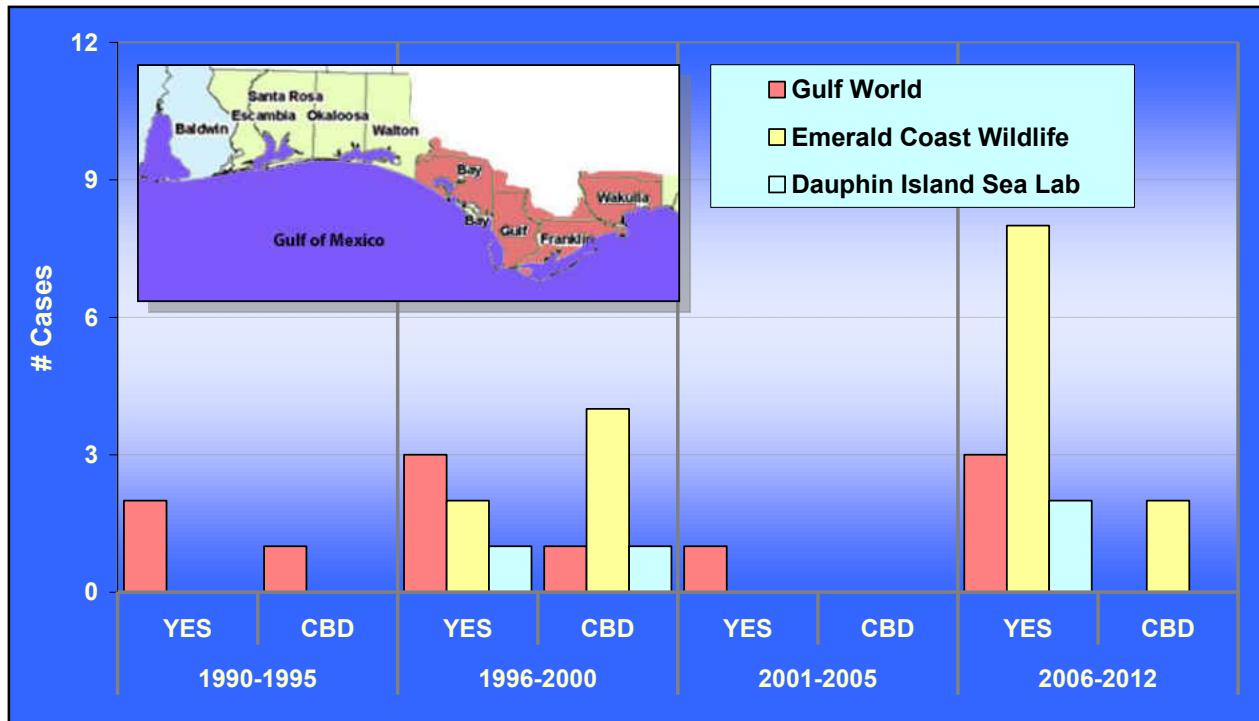 12
9
6
3
0
# Cases
Santa Rosa
Escambia Okaloosa
Baldwin
Walton
Bay
Bay
Gulf
Franklin
Wakulla
Gulf of Mexico
Gulf World
Emerald Coast Wildlife
Dauphin Island Sea Lab
YES CBD YES CBD YES CBD YES CBD
1990-1995 1996-2000 2001-2005 2006-2012